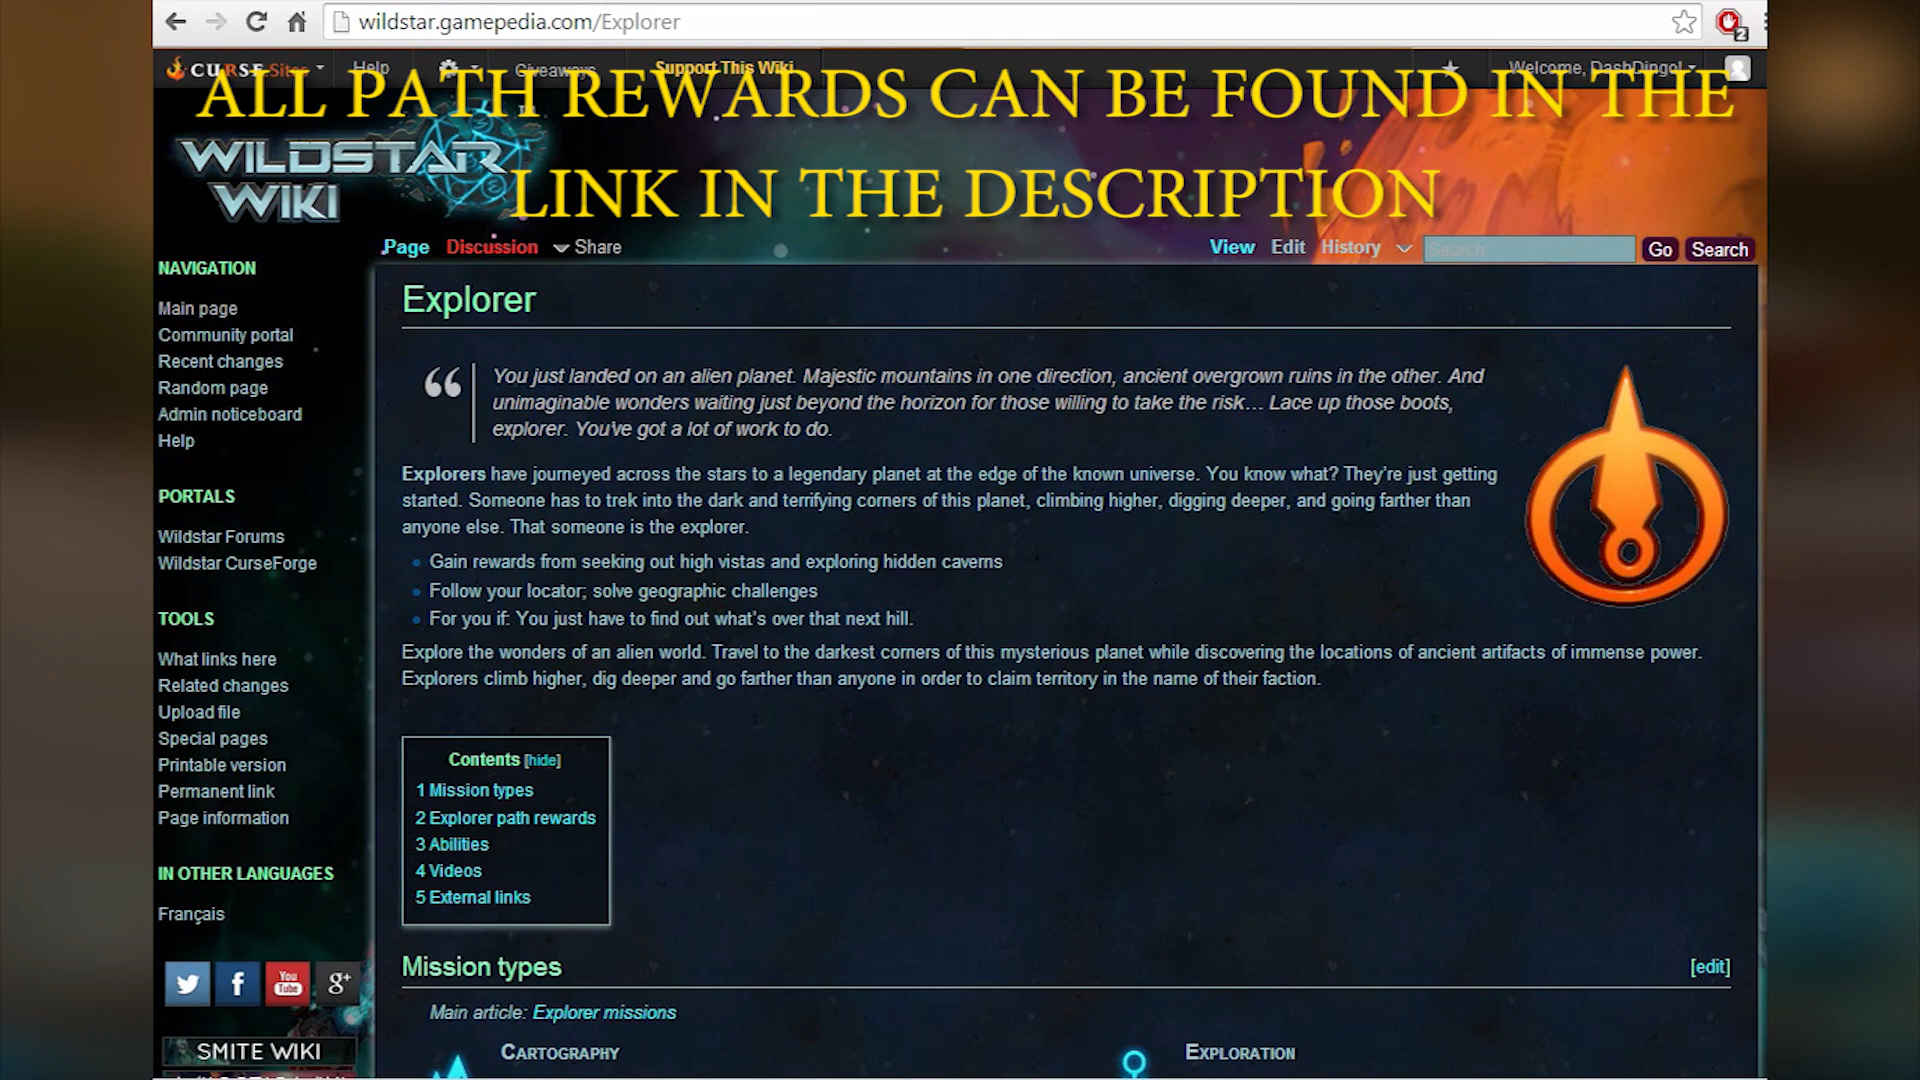 wildstar.gamepedia.com/Explorer
2
CURSE Sites Help Giveaways Support This Wiki Welcome, DashDingo!
ALL PATH REWARDS CAN BE FOUND IN THE
LINK IN THE DESCRIPTION
WILDSTAR
WIKI
Page Discussion Share View Edit History Search Go Search
NAVIGATION
Main page
Community portal
Recent changes
Random page
Admin noticeboard
Help
PORTALS
Wildstar Forums
Wildstar CurseForge
TOOLS
What links here
Related changes
Upload file
Special pages
Printable version
Permanent link
Page information
IN OTHER LANGUAGES
Français
f You Tube g+
SMITE WIKI
Explorer
“ You just landed on an alien planet. Majestic mountains in one direction, ancient overgrown ruins in the other. And
unimaginable wonders waiting just beyond the horizon for those willing to take the risk… Lace up those boots,
explorer. You've got a lot of work to do.
Explorers have journeyed across the stars to a legendary planet at the edge of the known universe. You know what? They're just getting
started. Someone has to trek into the dark and terrifying corners of this planet, climbing higher, digging deeper, and going farther than
anyone else. That someone is the explorer.
Gain rewards from seeking out high vistas and exploring hidden caverns
Follow your locator; solve geographic challenges
For you if: You just have to find out what's over that next hill.
Explore the wonders of an alien world. Travel to the darkest corners of this mysterious planet while discovering the locations of ancient artifacts of immense power.
Explorers climb higher, dig deeper and go farther than anyone in order to claim territory in the name of their faction.
Contents [hide]
1 Mission types
2 Explorer path rewards
3 Abilities
4 Videos
5 External links
Mission types [edit]
Main article: Explorer missions
CARTOGRAPHY EXPLORATION